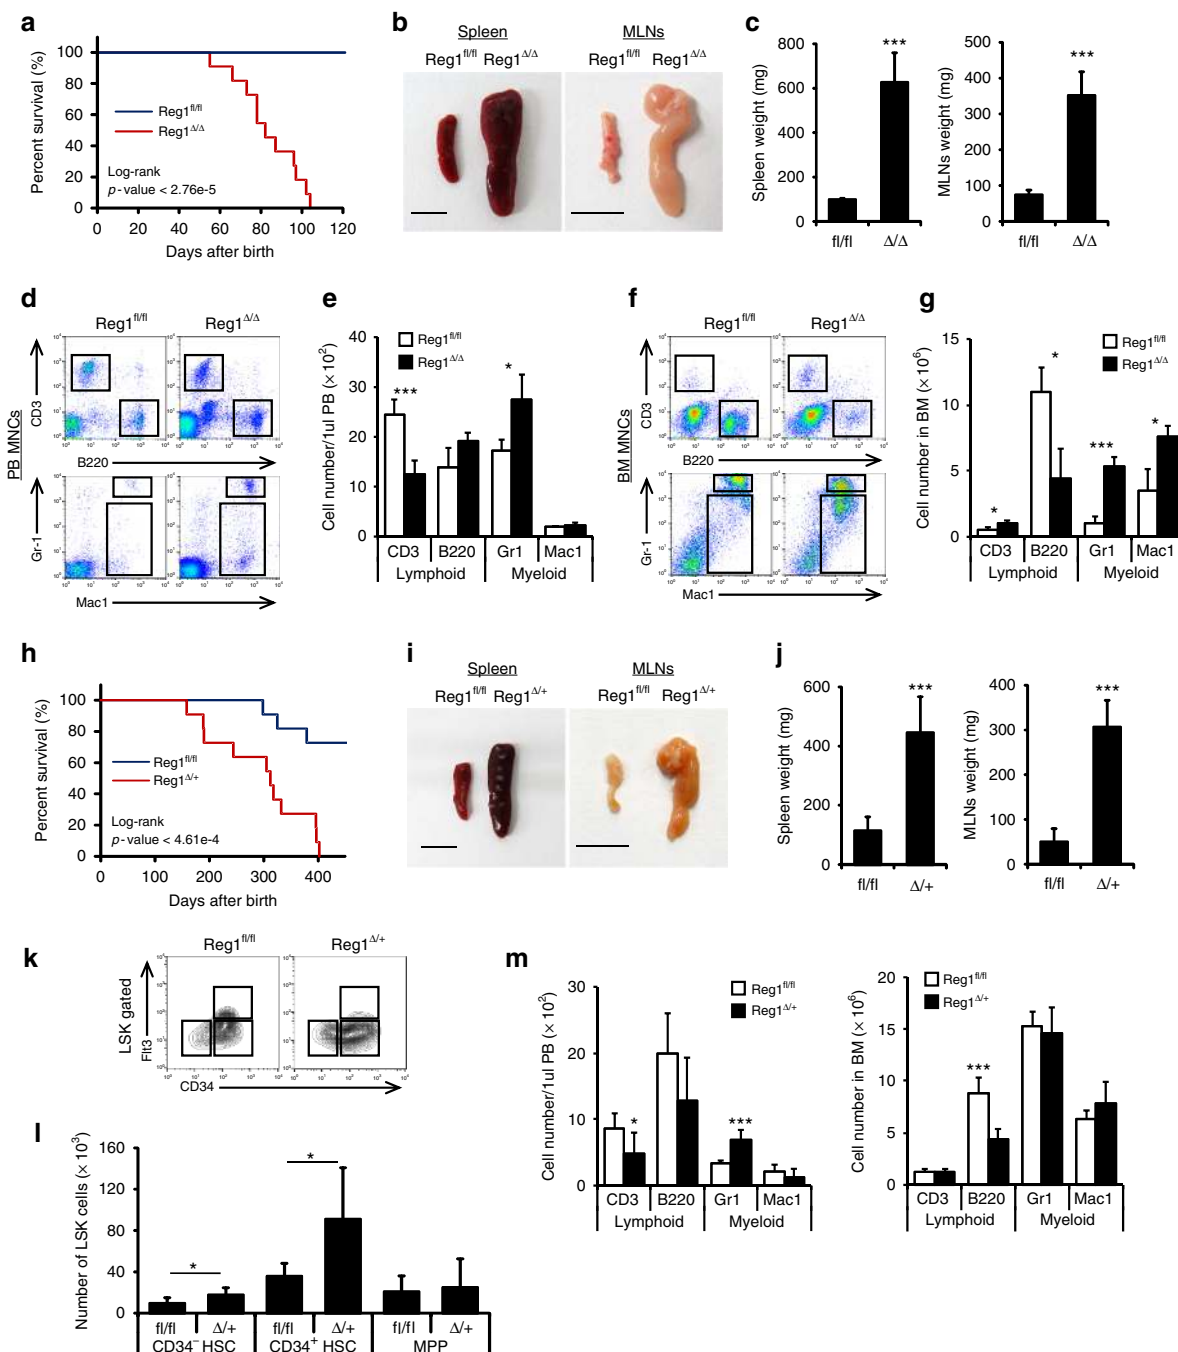 a
Percent survival (%)
100
80
60
40
20
0
Reg1fl/fl
Reg1Δ/Δ
Log-rank
p-value < 2.76e-5
0 20 40 60 80 100 120
Days after birth
b
Spleen MLNs
Reg1fl/fl Reg1Δ/Δ Reg1fl/fl Reg1Δ/Δ
c
Spleen weight (mg)
800
600
400
200
0
***
fl/fl Δ/Δ
MLNs weight (mg)
500
400
300
200
100
0
***
fl/fl Δ/Δ
d
Reg1fl/fl Reg1Δ/Δ
PB MNCs
CD3
B220
Gr-1
Mac1
e
Cell number/1ul PB (× 10²)
40
30
20
10
0
Reg1fl/fl
Reg1Δ/Δ
***
*
CD3 B220 Gr1 Mac1
Lymphoid Myeloid
f
Reg1fl/fl Reg1Δ/Δ
BM MNCs
CD3
B220
Gr-1
Mac1
g
Cell number in BM (× 10⁶)
15
10
5
0
Reg1fl/fl
Reg1Δ/Δ
* * *** *
CD3 B220 Gr1 Mac1
Lymphoid Myeloid
h
Percent survival (%)
100
80
60
40
20
0
Reg1fl/fl
Reg1Δ/+
Log-rank
p-value < 4.61e-4
0 100 200 300 400
Days after birth
i
Spleen MLNs
Reg1fl/fl Reg1Δ/+ Reg1fl/fl Reg1Δ/+
j
Spleen weight (mg)
600
400
200
0
***
fl/fl Δ/+
MLNs weight (mg)
400
300
200
100
0
***
fl/fl Δ/+
k
Reg1fl/fl Reg1Δ/+
LSK gated
Flt3
CD34
l
Number of LSK cells (× 10³)
160
120
80
40
0
* *
fl/fl Δ/+ fl/fl Δ/+ fl/fl Δ/+
CD34⁻ HSC CD34⁺ HSC MPP
m
Cell number/1ul PB (× 10²)
30
20
10
0
Reg1fl/fl
Reg1Δ/+
* ***
CD3 B220 Gr1 Mac1
Lymphoid Myeloid
Cell number in BM (× 10⁶)
20
15
10
5
0
Reg1fl/fl
Reg1Δ/+
***
CD3 B220 Gr1 Mac1
Lymphoid Myeloid